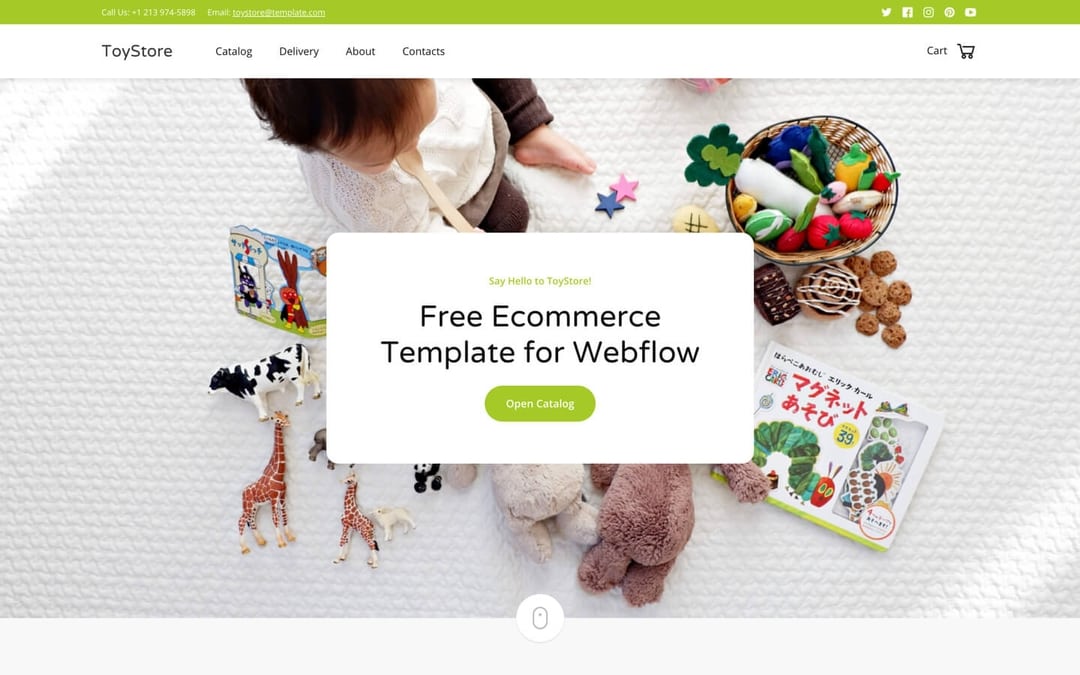 Call Us: +1 213 974-5898 Email: toystore@template.com
ToyStore Catalog Delivery About Contacts Cart
Say Hello to ToyStore!
Free Ecommerce
Template for Webflow
Open Catalog
はらぺこあおむし エリック・カール
ERIC CARLE
マグネット
あそび
39